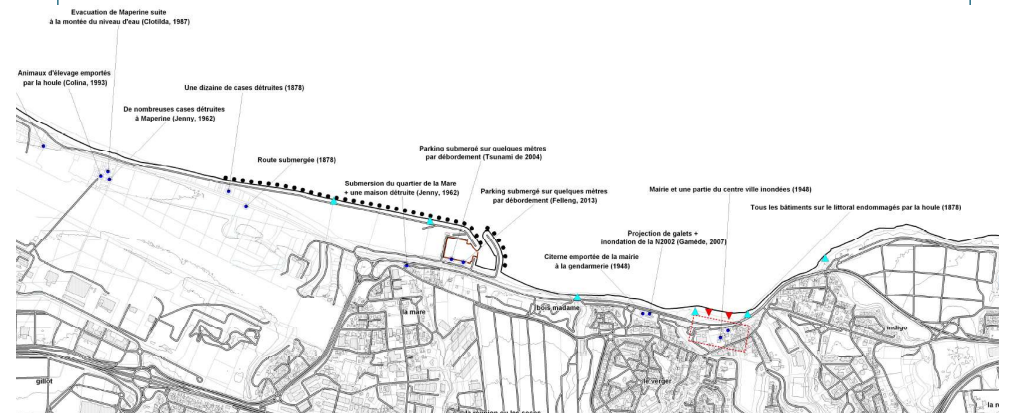 Evacuation de Maperine suite
à la montée du niveau d'eau (Clotilda, 1987)
Animaux d'élevage emportés
par la houle (Colina, 1993)
Une dizaine de cases détruites (1878)
De nombreuses cases détruites
à Maperine (Jenny, 1962)
Route submergée (1878)
Parking submergé sur quelques mètres
par débordement (Tsunami de 2004)
Submersion du quartier de la Mare
+ une maison détruite (Jenny, 1962)
Parking submergé sur quelques mètres
par débordement (Felleng, 2013)
Mairie et une partie du centre ville inondées (1948)
Tous les bâtiments sur le littoral endommagés par la houle (1878)
Projection de galets +
inondation de la N2002 (Gamède, 2007)
Citerne emportée de la mairie
à la gendarmerie (1948)
bois madame
la mare
gillot
le verger